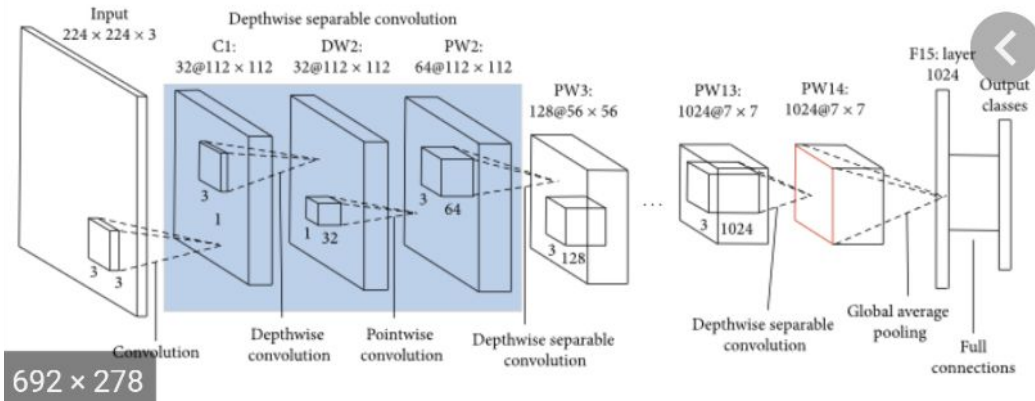 Input
224 × 224 × 3
Depthwise separable convolution
C1:
32@112 × 112
DW2:
32@112 × 112
PW2:
64@112 × 112
PW3:
128@56 × 56
PW13:
1024@7 × 7
PW14:
1024@7 × 7
F15: layer
1024
Output
classes
3
3
3
1
1
32
3
64
3
128
...
3
1024
Convolution
Depthwise
convolution
Pointwise
convolution
Depthwise separable
convolution
Depthwise separable
convolution
Global average
pooling
Full
connections
692 × 278